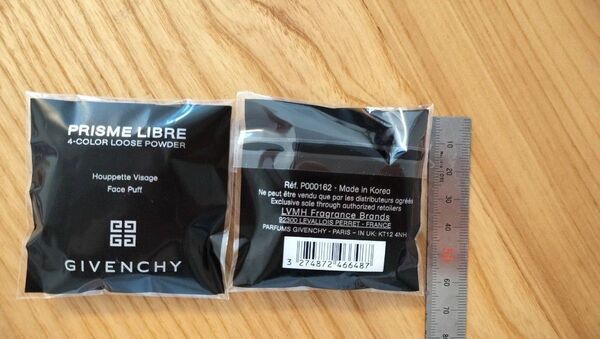 PRISME LIBRE
4-COLOR LOOSE POWDER
Houppette Visage
Face Puff
GIVENCHY
Réf. P000162 - Made in Korea
Ne peut être vendu que par les distributeurs agréés
Exclusive sale through authorized retailers
LVMH Fragrance Brands
92300 LEVALLOIS PERRET - FRANCE
PARFUMS GIVENCHY - PARIS - IN UK: KT12 4NH
3 274872 466487
10
20
30
40
50
60
70
80